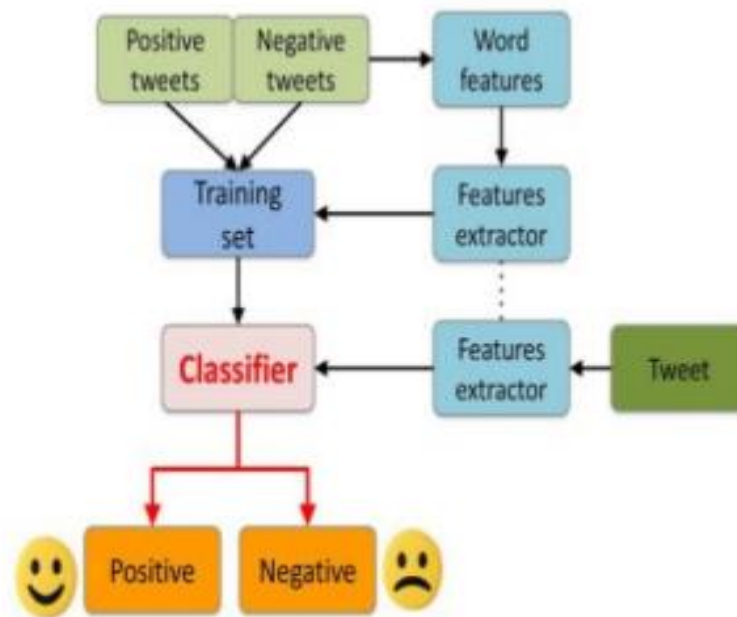 Positive
tweets
Negative
tweets
Word
features
Training
set
Features
extractor
Classifier
Features
extractor
Tweet
Positive
Negative